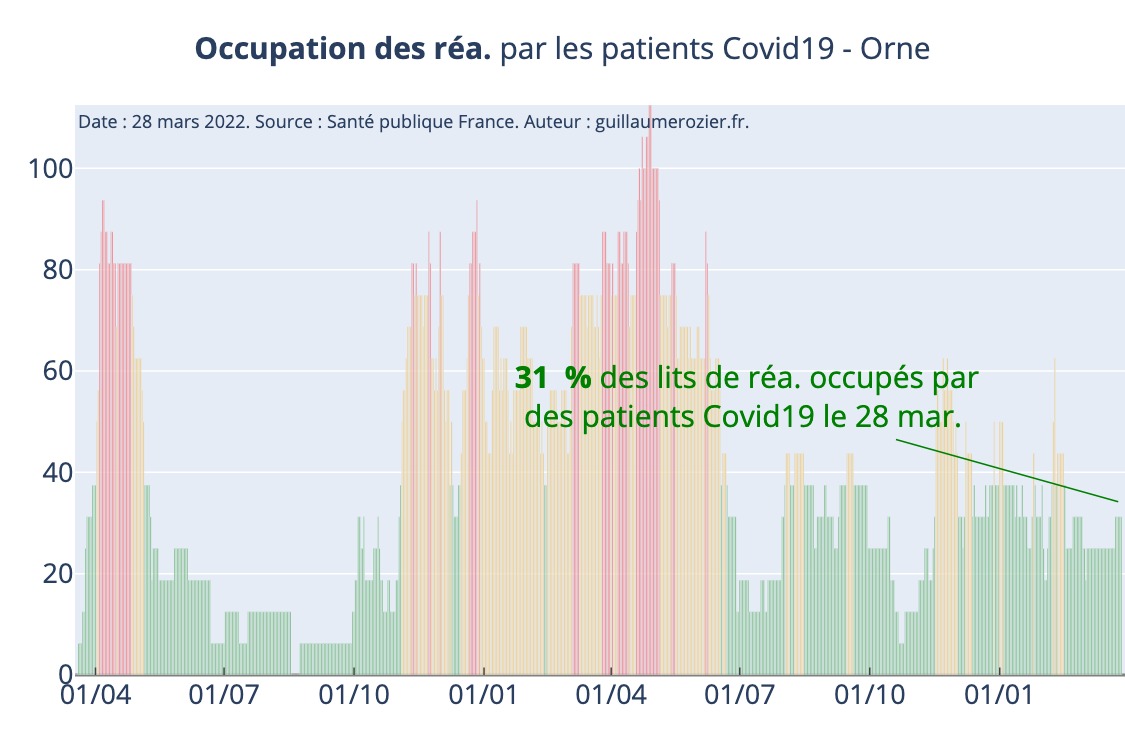 Occupation des réa. par les patients Covid19 - Orne
Date : 28 mars 2022. Source : Santé publique France. Auteur : guillaumerozier.fr.
100
80
60
40
20
0
31 % des lits de réa. occupés par
des patients Covid19 le 28 mar.
01/04 01/07 01/10 01/01 01/04 01/07 01/10 01/01